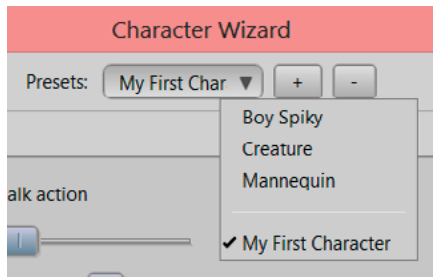 Character Wizard
Presets: My First Char + -
Boy Spiky
Creature
Mannequin
alk action
✔ My First Character